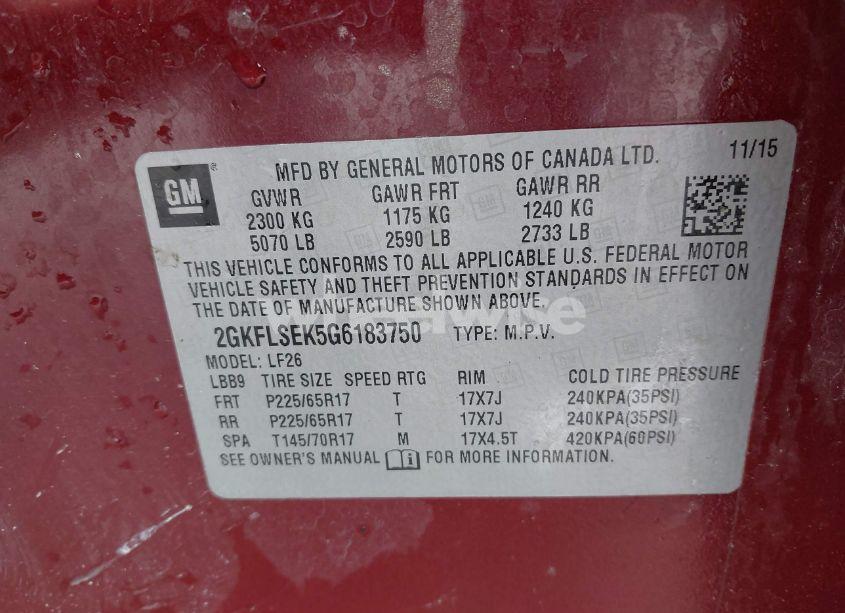 MFD BY GENERAL MOTORS OF CANADA LTD. 11/15
GM
GVWR GAWR FRT GAWR RR
2300 KG 1175 KG 1240 KG
5070 LB 2590 LB 2733 LB
THIS VEHICLE CONFORMS TO ALL APPLICABLE U.S. FEDERAL MOTOR
VEHICLE SAFETY AND THEFT PREVENTION STANDARDS IN EFFECT ON
THE DATE OF MANUFACTURE SHOWN ABOVE.
2GKFLSEK5G6183750 TYPE: M.P.V.
MODEL: LF26
LBB9 TIRE SIZE SPEED RTG RIM COLD TIRE PRESSURE
FRT P225/65R17 T 17X7J 240KPA(35PSI)
RR P225/65R17 T 17X7J 240KPA(35PSI)
SPA T145/70R17 M 17X4.5T 420KPA(60PSI)
SEE OWNER'S MANUAL FOR MORE INFORMATION.